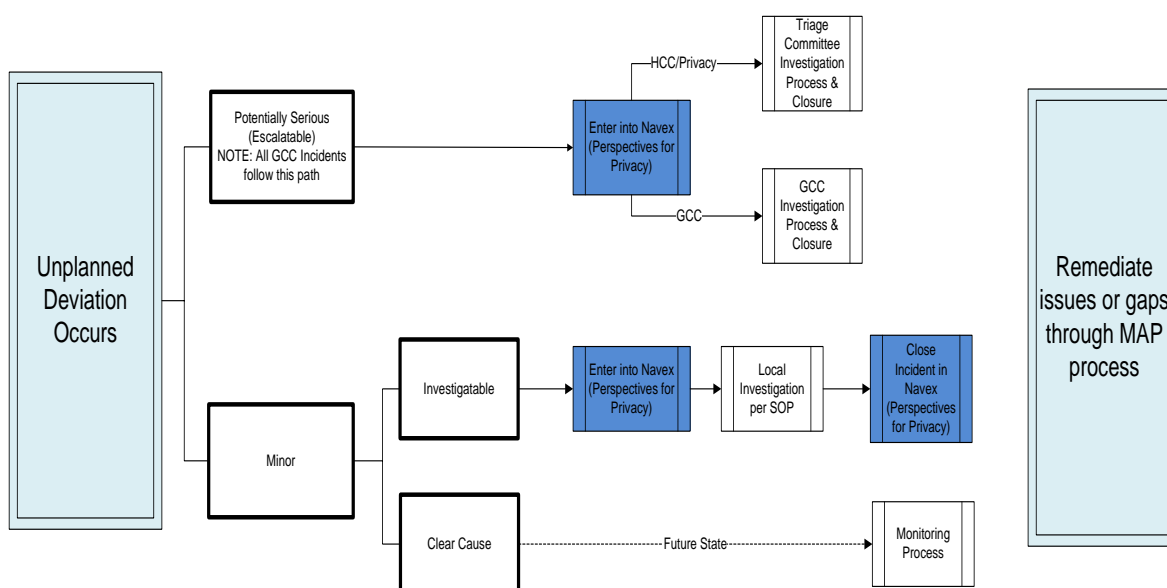 Unplanned
Deviation
Occurs
Potentially Serious
(Escalatable)
NOTE: All GCC Incidents
follow this path
Enter into Navex
(Perspectives for
Privacy)
HCC/Privacy
Triage
Committee
Investigation
Process &
Closure
GCC
GCC
Investigation
Process &
Closure
Minor
Investigatable
Enter into Navex
(Perspectives for
Privacy)
Local
Investigation
per SOP
Close
Incident in
Navex
(Perspectives
for Privacy)
Clear Cause
Future State
Monitoring
Process
Remediate
issues or gaps
through MAP
process